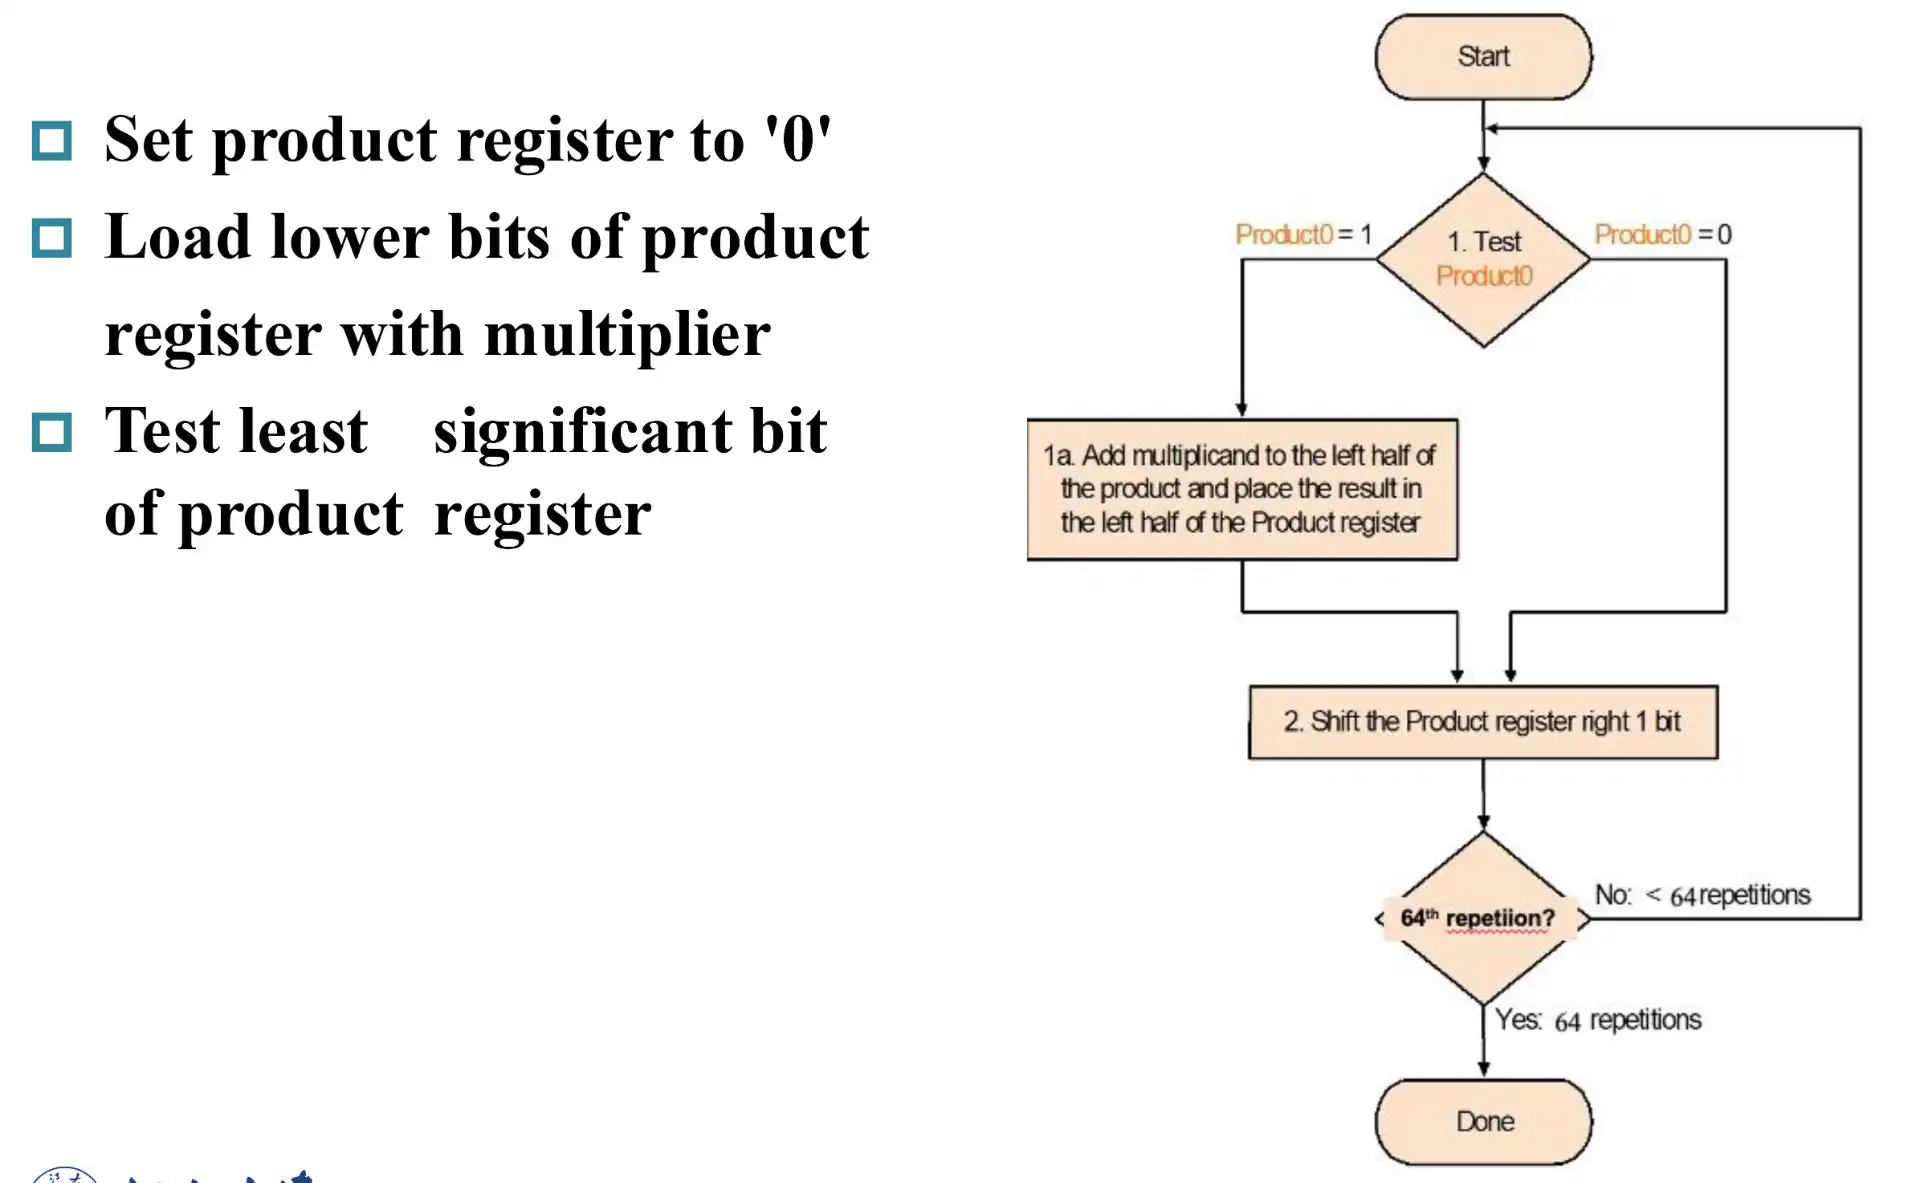 Set product register to '0'
Load lower bits of product
register with multiplier
Test least significant bit
of product register
Start
Product0 = 1
1. Test
Product0
Product0 = 0
1a. Add multiplicand to the left half of
the product and place the result in
the left half of the Product register
2. Shift the Product register right 1 bit
64th repetiion?
No: < 64 repetitions
Yes: 64 repetitions
Done